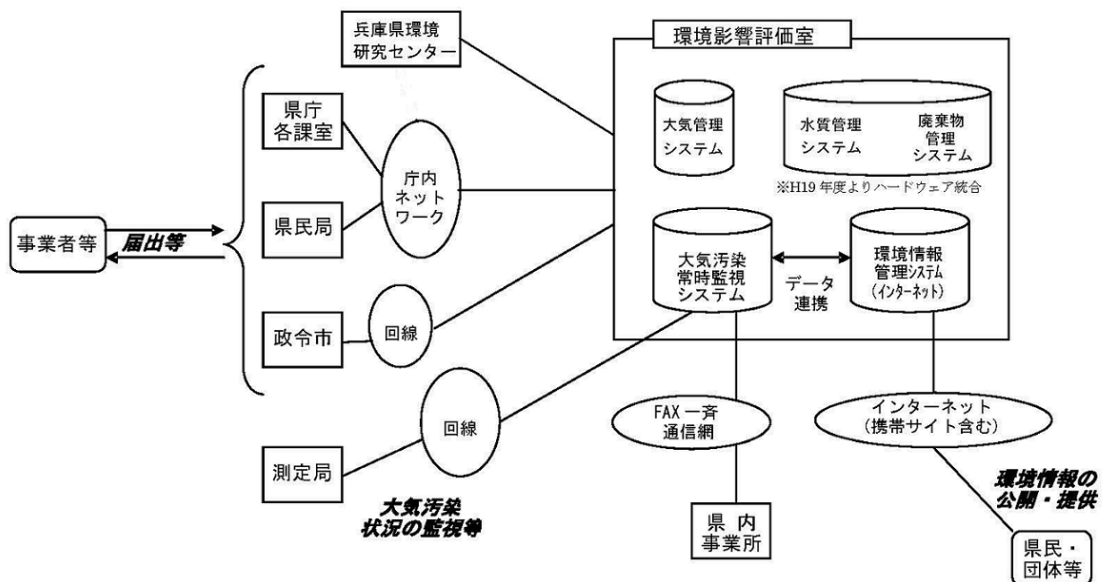 兵庫県環境
研究センター
環境影響評価室
県庁
各課室
庁内
ネット
ワーク
大気管理
システム
水質管理
システム
廃棄物
管理
システム
※H19年度よりハードウェア統合
事業者等
届出等
県民局
大気汚染
常時監視
システム
データ
連携
環境情報
管理システム
(インターネット)
政令市
回線
測定局
回線
大気汚染
状況の監視等
FAX一斉
通信網
インターネット
(携帯サイト含む)
環境情報の
公開・提供
県内
事業所
県民・
団体等